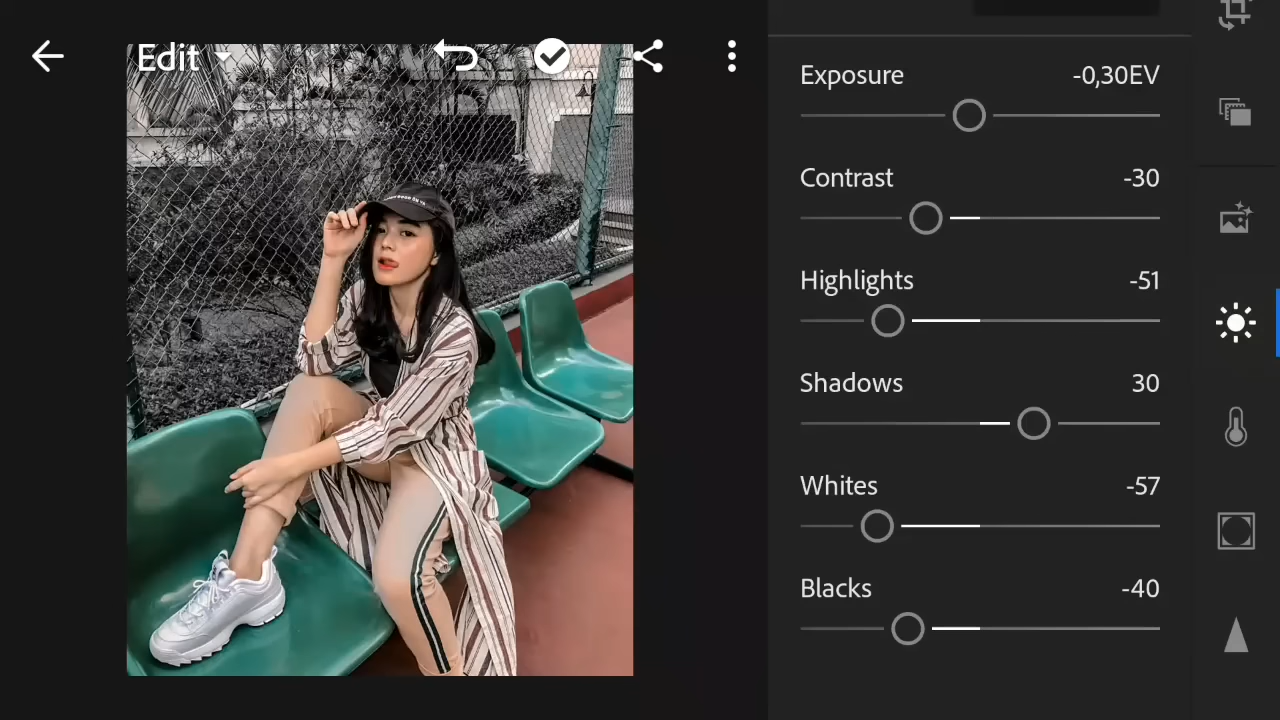 Edit
Exposure -0,30EV
Contrast -30
Highlights -51
Shadows 30
Whites -57
Blacks -40